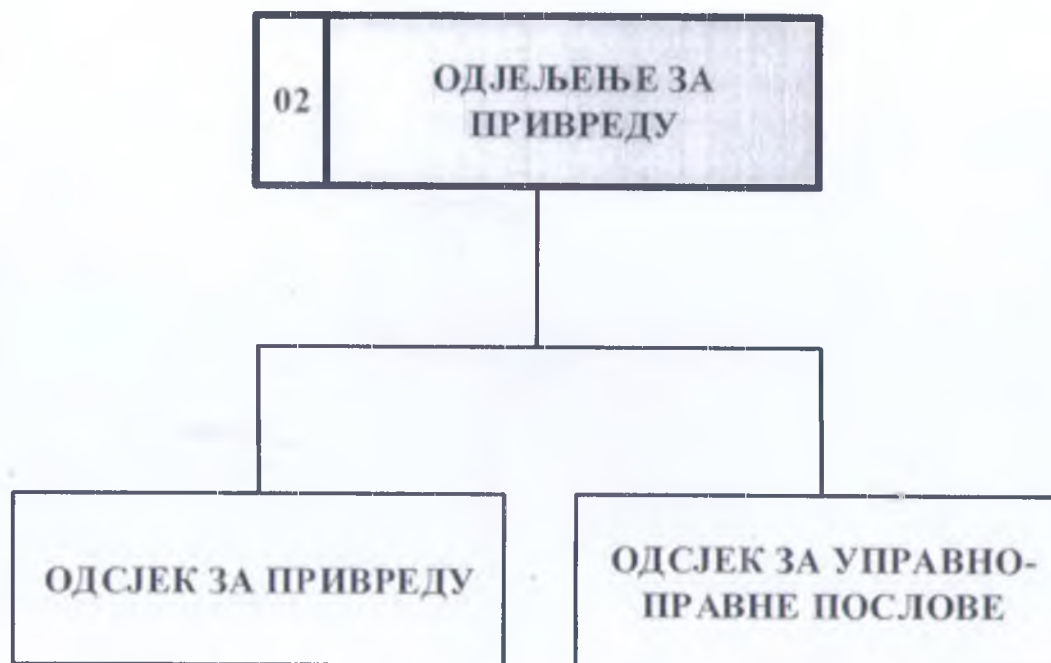 02
ОДЈЕЉЕЊЕ ЗА
ПРИВРЕДУ
ОДСЈЕК ЗА ПРИВРЕДУ
ОДСЈЕК ЗА УПРАВНО-
ПРАВНЕ ПОСЛОВЕ